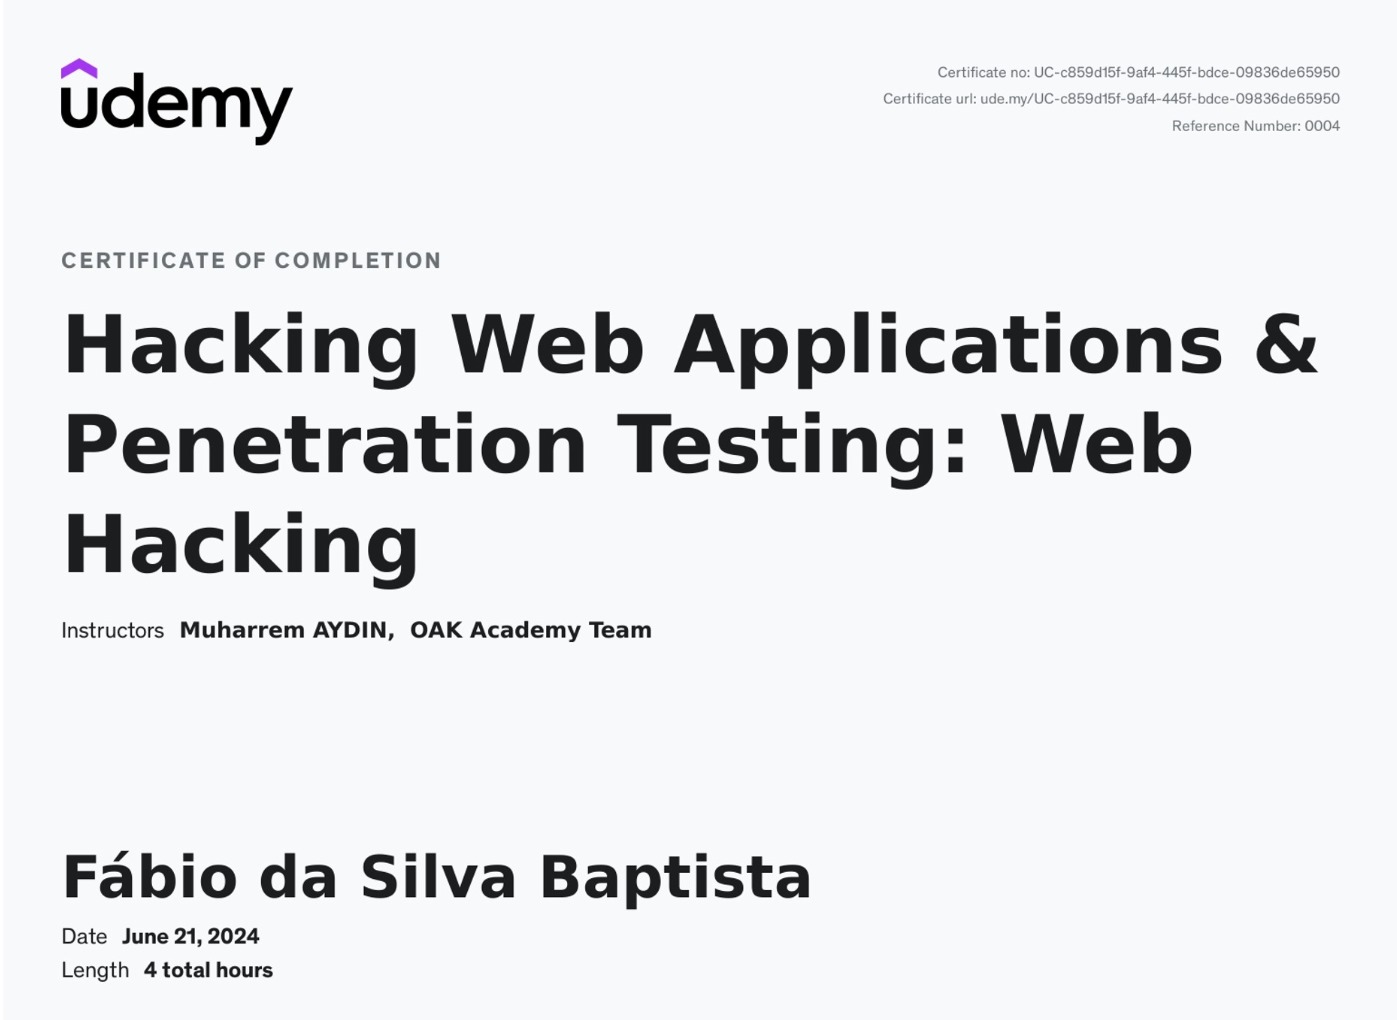 udemy
Certificate no: UC-c859d15f-9af4-445f-bdce-09836de65950
Certificate url: ude.my/UC-c859d15f-9af4-445f-bdce-09836de65950
Reference Number: 0004
CERTIFICATE OF COMPLETION
Hacking Web Applications &
Penetration Testing: Web
Hacking
Instructors Muharrem AYDIN, OAK Academy Team
Fábio da Silva Baptista
Date June 21, 2024
Length 4 total hours